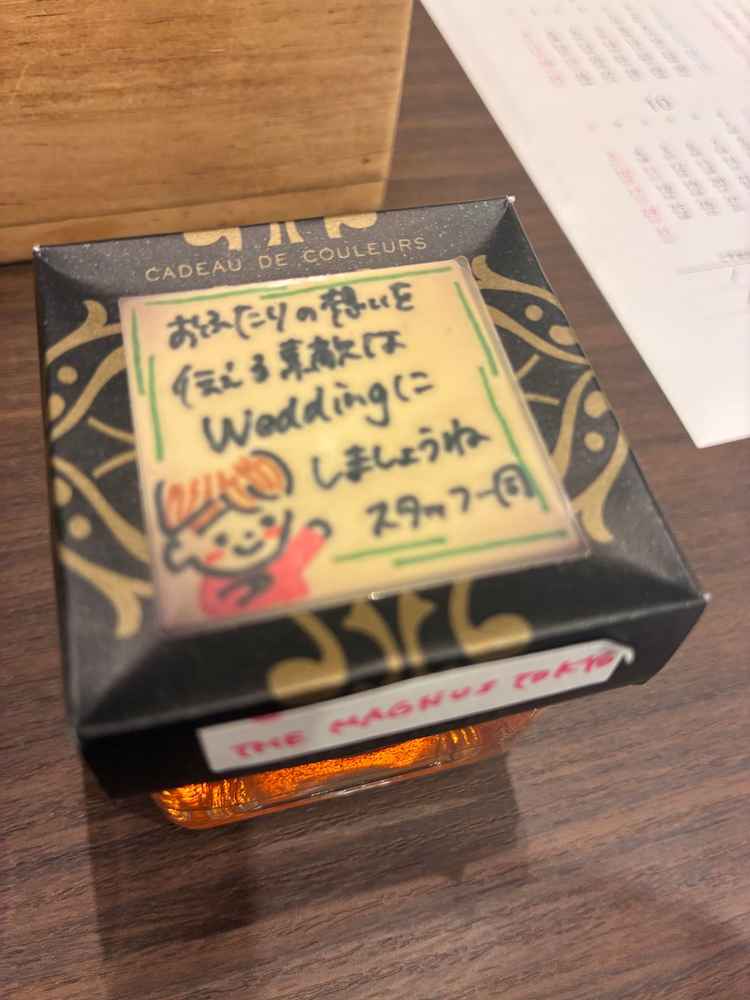 CADEAU DE COULEURS
おふたりの想いを
伝える素敵な
Weddingに
しましょうね
スタッフ一同
THE MAGNUS TOKYO
10